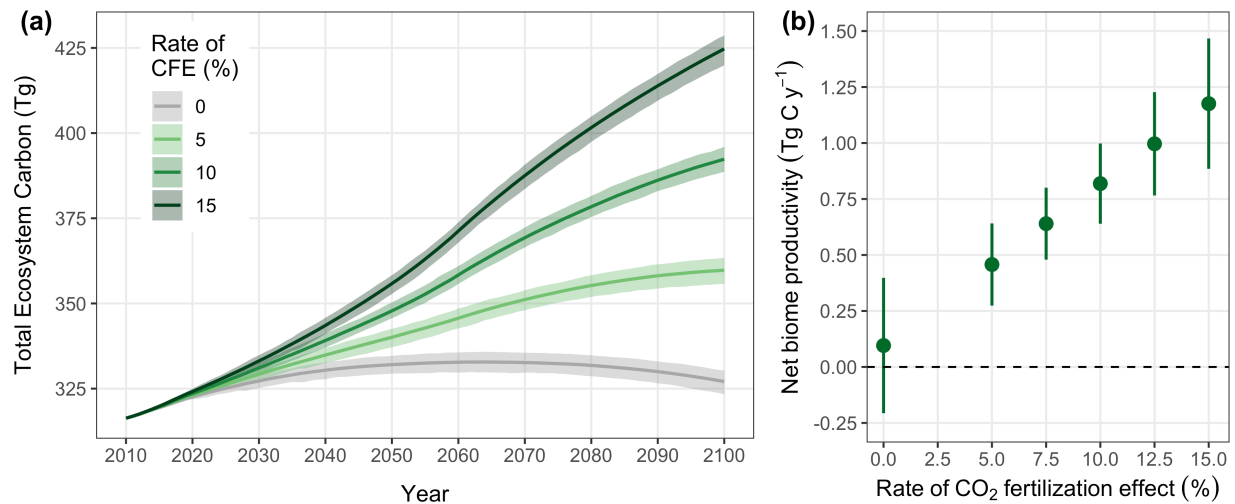 (a)
Total Ecosystem Carbon (Tg)
425
400
375
350
325
Rate of
CFE (%)
0
5
10
15
2010 2020 2030 2040 2050 2060 2070 2080 2090 2100
Year
(b)
Net biome productivity (Tg C y⁻¹)
1.50
1.25
1.00
0.75
0.50
0.25
0.00
-0.25
0.0 2.5 5.0 7.5 10.0 12.5 15.0
Rate of CO₂ fertilization effect (%)